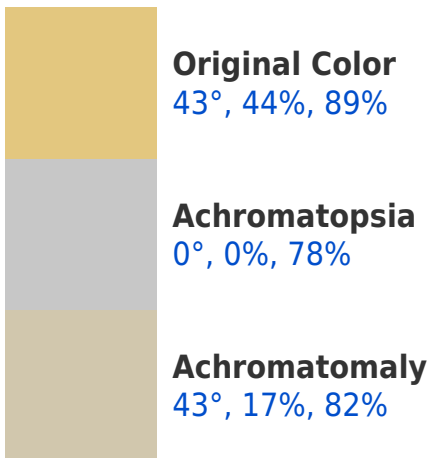 Original Color
43°, 44%, 89%
Achromatopsia
0°, 0%, 78%
Achromatomaly
43°, 17%, 82%